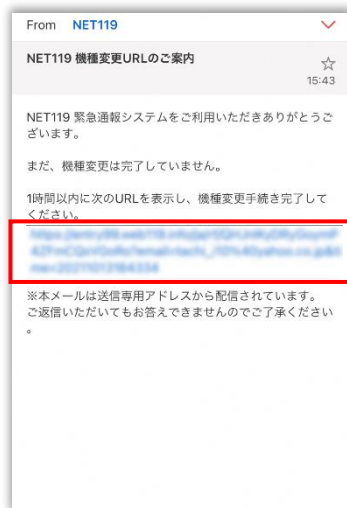 From NET119
NET119 機種変更URLのご案内
15:43
NET119 緊急通報システムをご利用いただきありがとうご
ざいます。
まだ、機種変更は完了していません。
1時間以内に次のURLを表示し、機種変更手続き完了して
ください。
※本メールは送信専用アドレスから配信されています。
ご返信いただいてもお答えできませんのでご了承ください
。